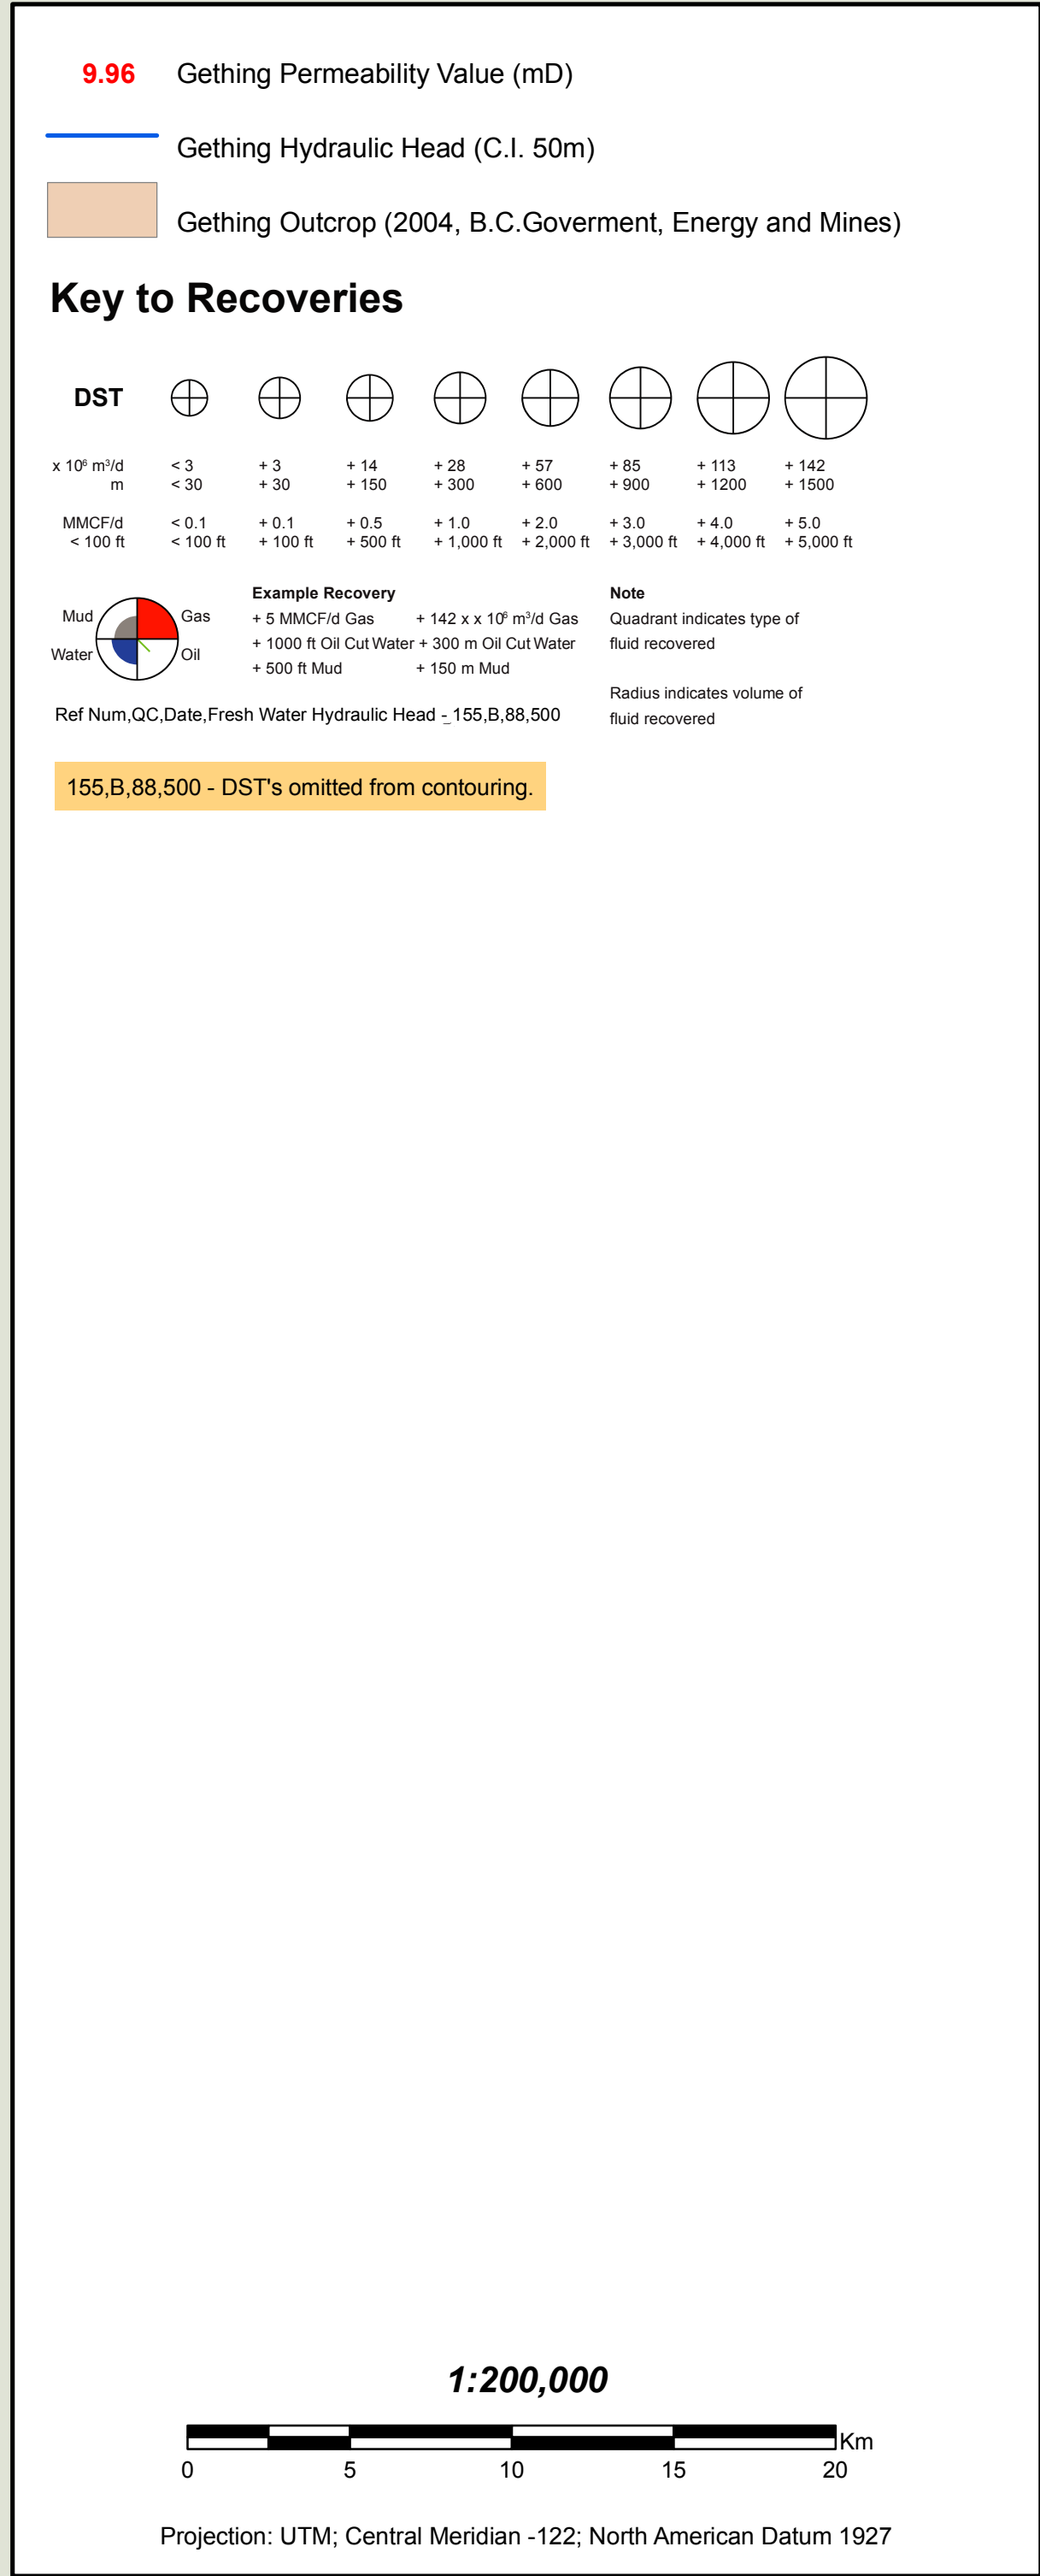 9.96 Gething Permeability Value (mD)
Gething Hydraulic Head (C.I. 50m)
Gething Outcrop (2004, B.C.Goverment, Energy and Mines)
Key to Recoveries
DST
x 10⁶ m³/d < 3 + 3 + 14 + 28 + 57 + 85 + 113 + 142
m < 30 + 30 + 150 + 300 + 600 + 900 + 1200 + 1500
MMCF/d < 0.1 + 0.1 + 0.5 + 1.0 + 2.0 + 3.0 + 4.0 + 5.0
< 100 ft < 100 ft + 100 ft + 500 ft + 1,000 ft + 2,000 ft + 3,000 ft + 4,000 ft + 5,000 ft
Mud Gas
Water Oil
Example Recovery
+ 5 MMCF/d Gas + 142 x x 10⁶ m³/d Gas
+ 1000 ft Oil Cut Water + 300 m Oil Cut Water
+ 500 ft Mud + 150 m Mud
Note
Quadrant indicates type of
fluid recovered
Radius indicates volume of
fluid recovered
Ref Num,QC,Date,Fresh Water Hydraulic Head - 155,B,88,500
155,B,88,500 - DST's omitted from contouring.
1:200,000
Km
0 5 10 15 20
Projection: UTM; Central Meridian -122; North American Datum 1927